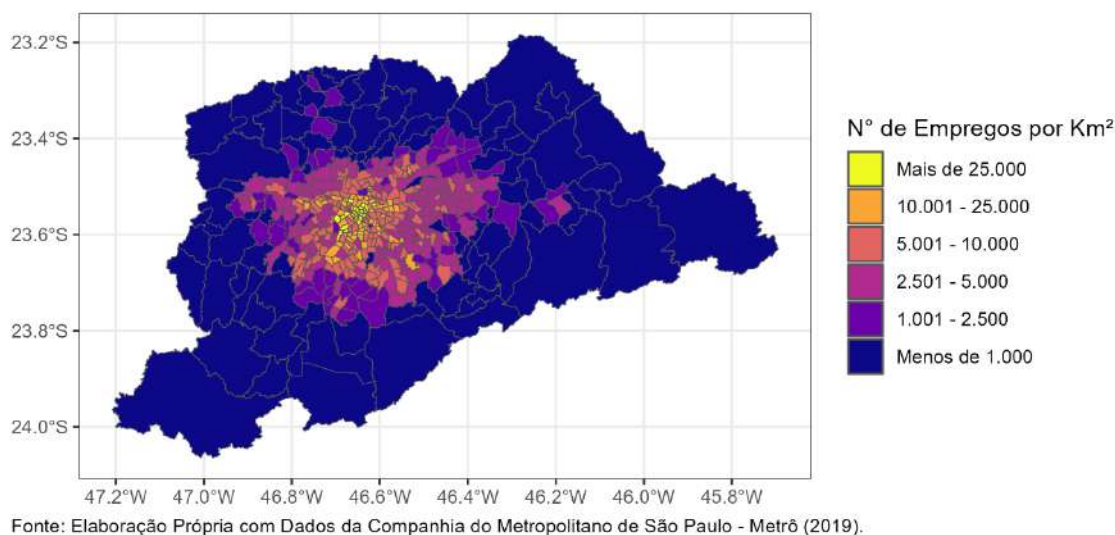 23.2°S
23.4°S
23.6°S
23.8°S
24.0°S
47.2°W 47.0°W 46.8°W 46.6°W 46.4°W 46.2°W 46.0°W 45.8°W
N° de Empregos por Km²
Mais de 25.000
10.001 - 25.000
5.001 - 10.000
2.501 - 5.000
1.001 - 2.500
Menos de 1.000
Fonte: Elaboração Própria com Dados da Companhia do Metropolitano de São Paulo - Metrô (2019).